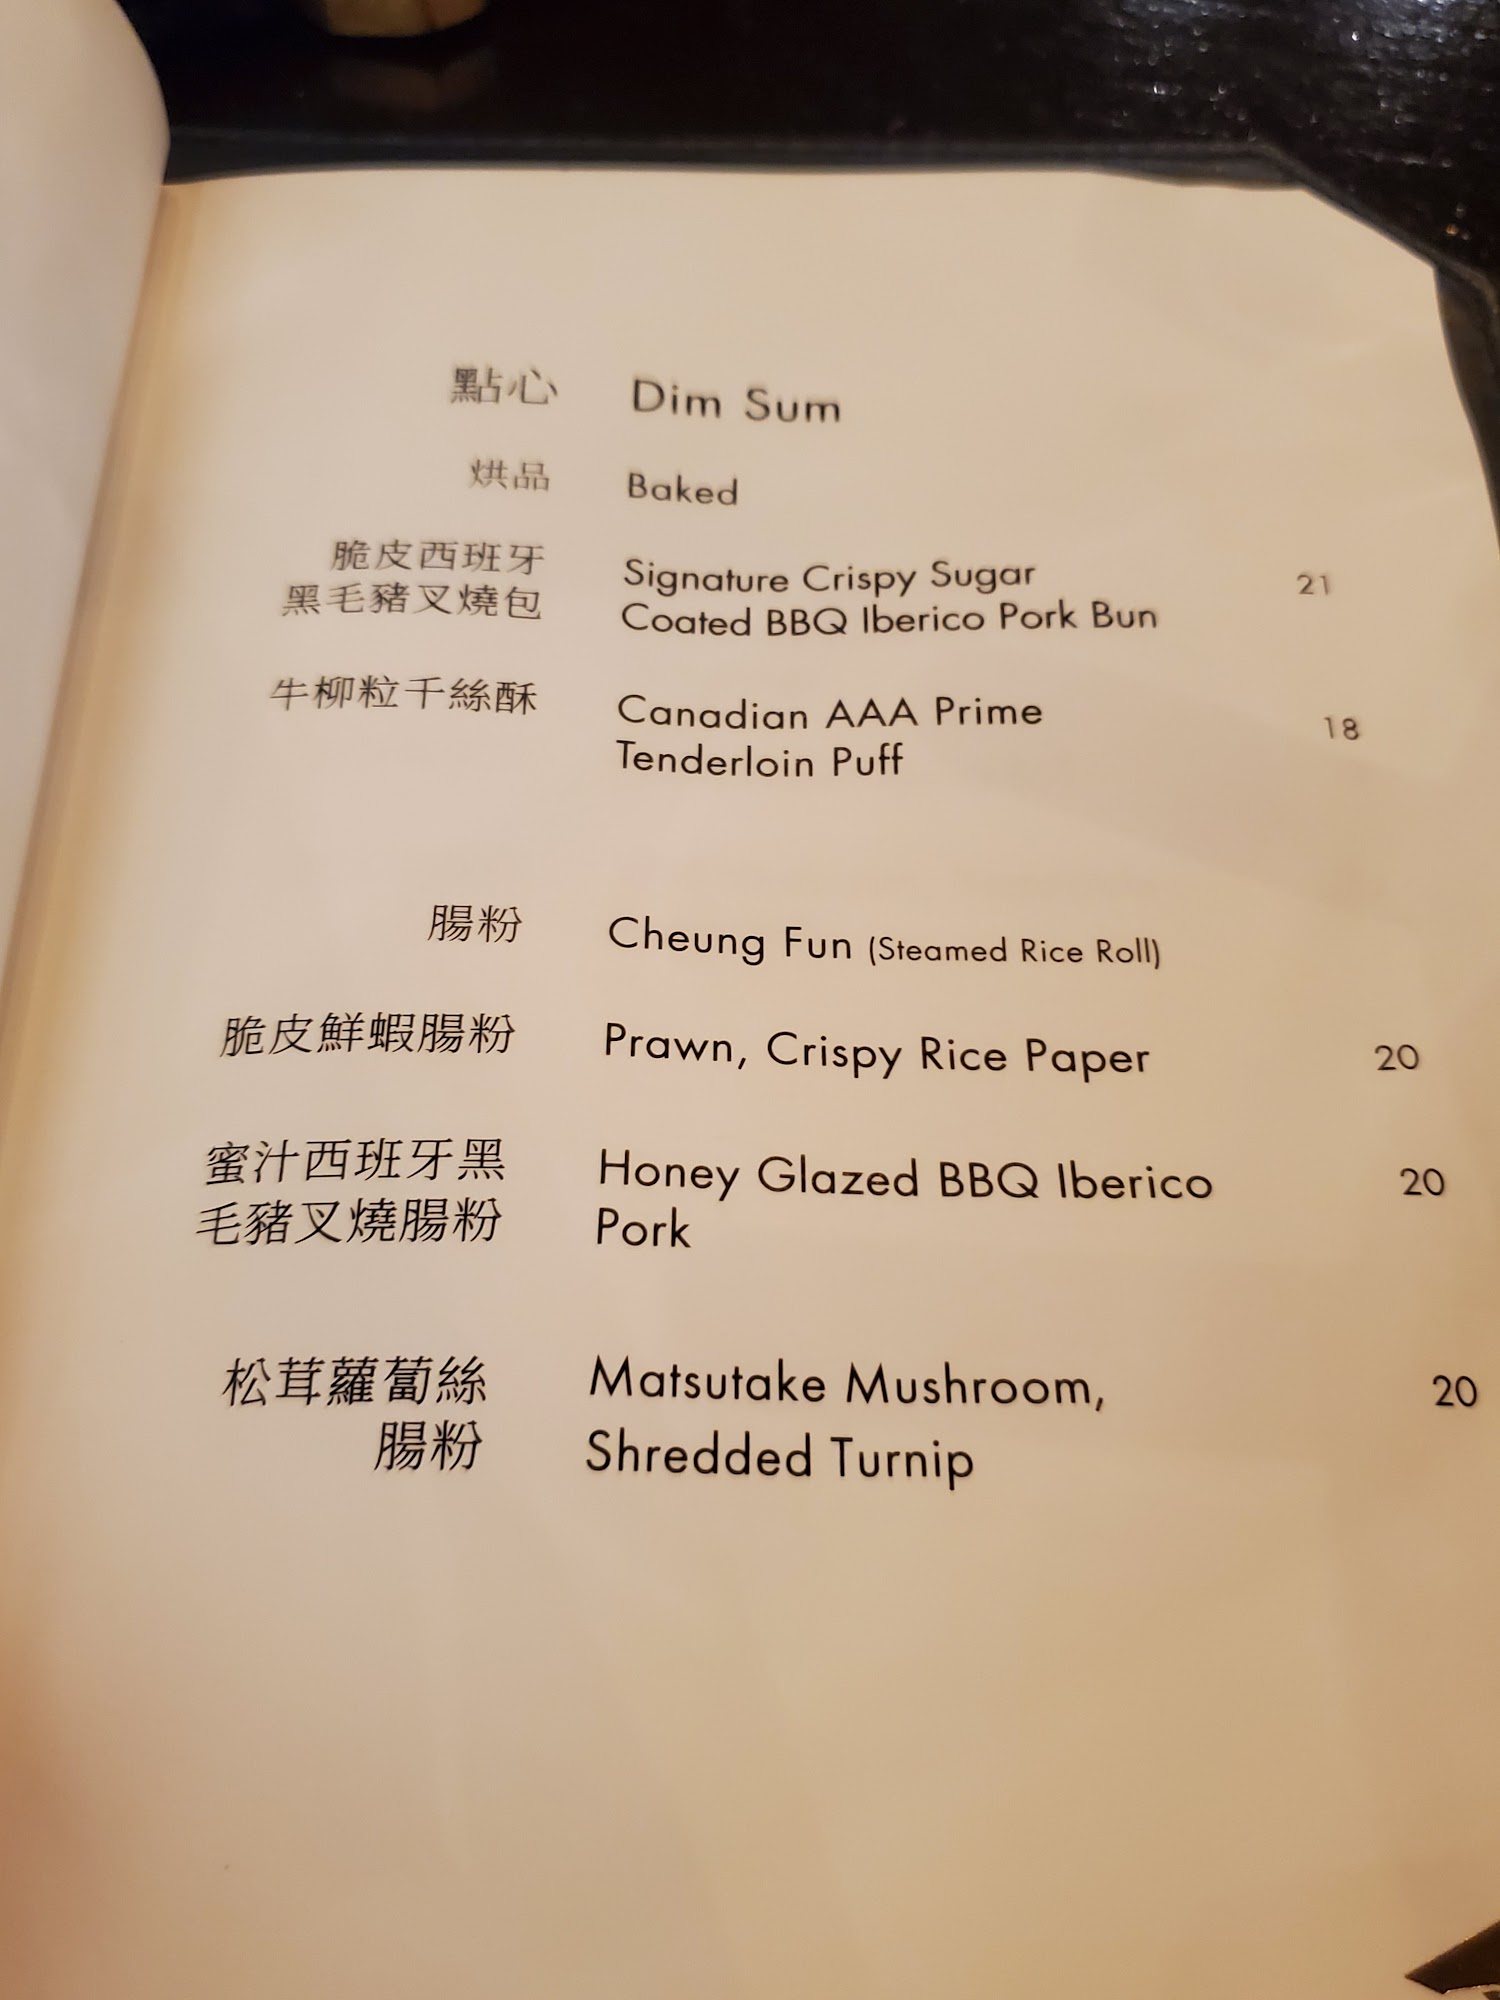 點心 Dim Sum
烘品 Baked
脆皮西班牙 Signature Crispy Sugar 21
黑毛豬叉燒包 Coated BBQ Iberico Pork Bun
牛柳粒千絲酥 Canadian AAA Prime 18
Tenderloin Puff
腸粉 Cheung Fun (Steamed Rice Roll)
脆皮鮮蝦腸粉 Prawn, Crispy Rice Paper 20
蜜汁西班牙黑 Honey Glazed BBQ Iberico 20
毛豬叉燒腸粉 Pork
松茸蘿蔔絲 Matsutake Mushroom, 20
腸粉 Shredded Turnip